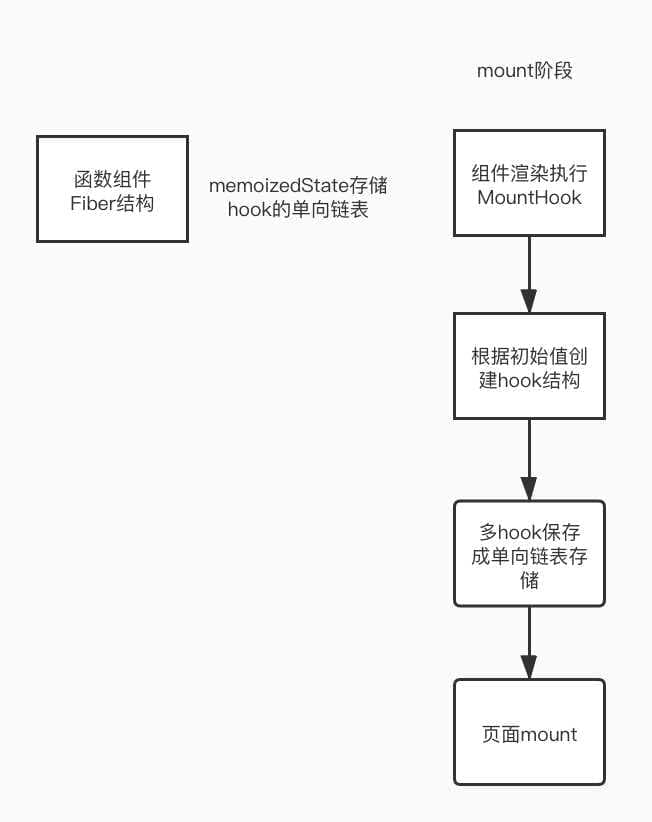 mount阶段
函数组件
Fiber结构
memoizedState存储
hook的单向链表
组件渲染执行
MountHook
根据初始值创
建hook结构
多hook保存
成单向链表存
储
页面mount